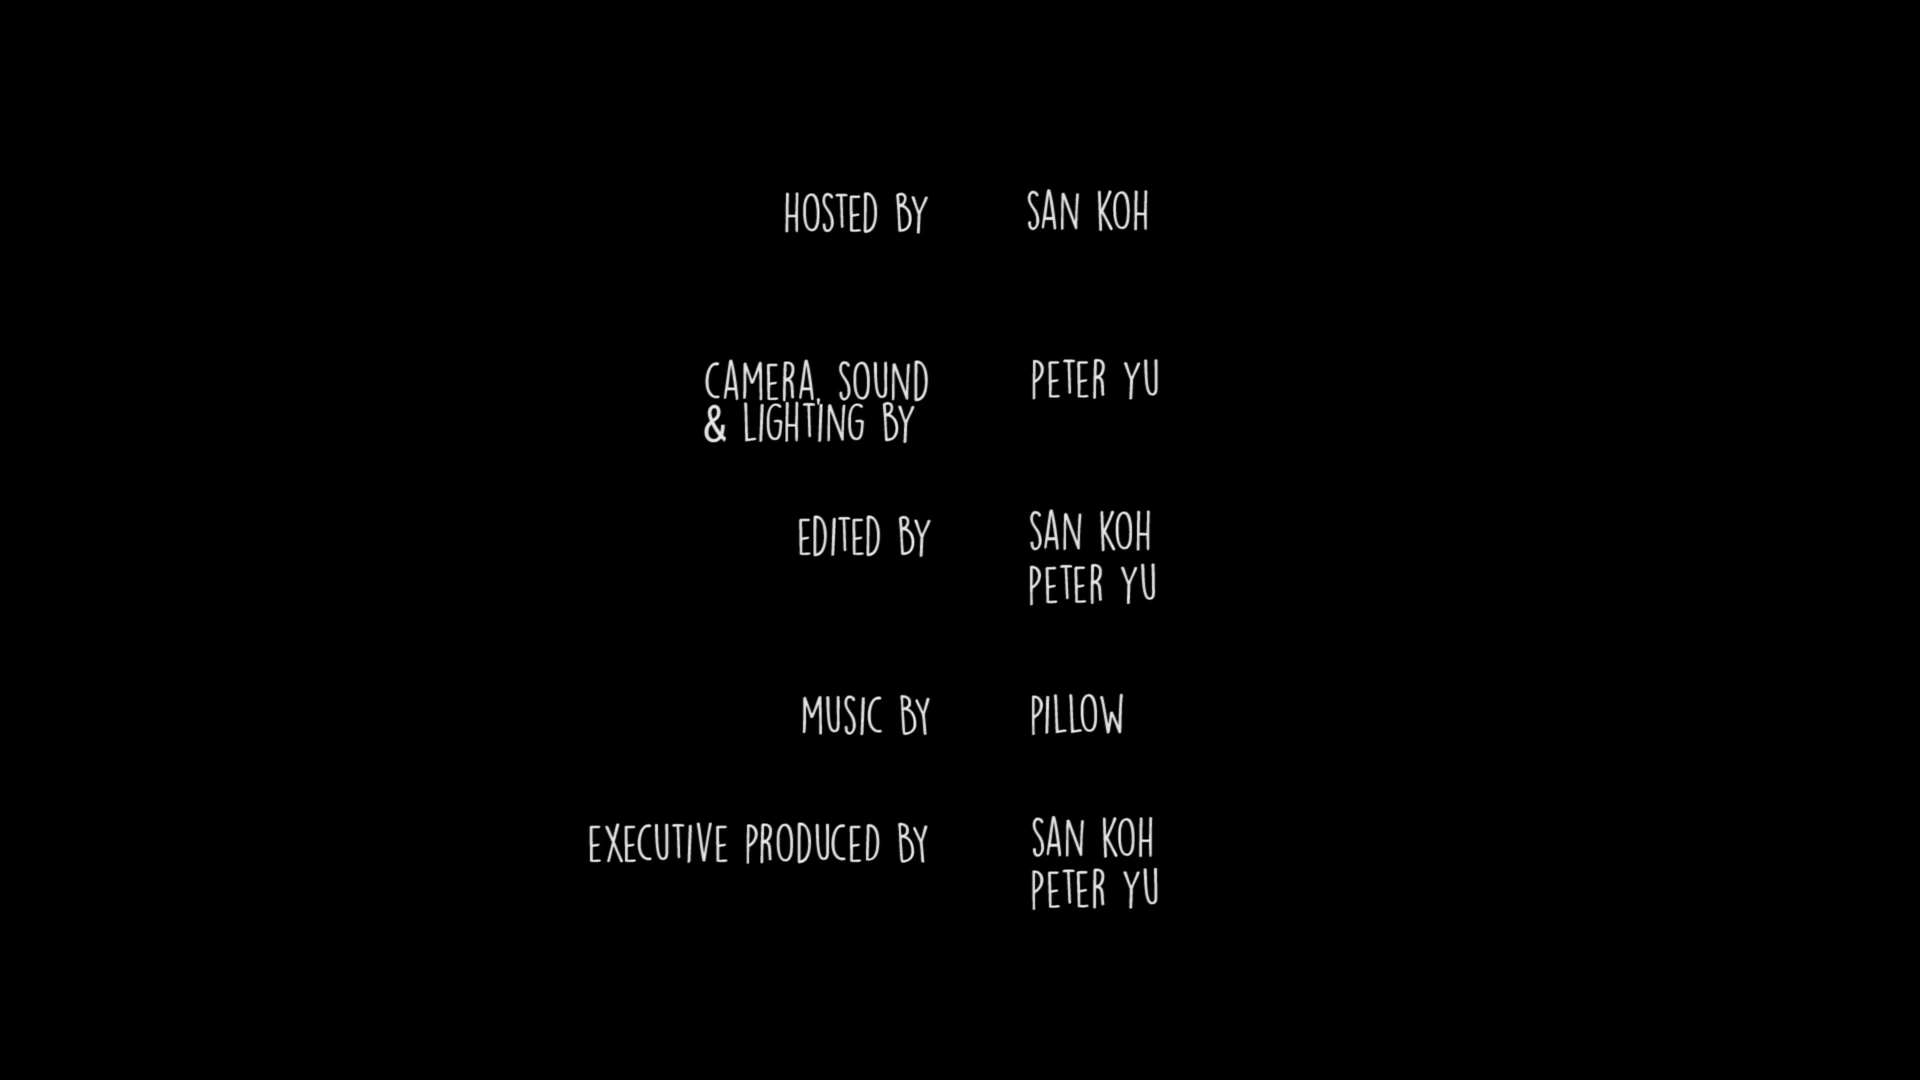 HOSTED BY SAN KOH
CAMERA, SOUND PETER YU
& LIGHTING BY
EDITED BY SAN KOH
PETER YU
MUSIC BY PILLOW
EXECUTIVE PRODUCED BY SAN KOH
PETER YU